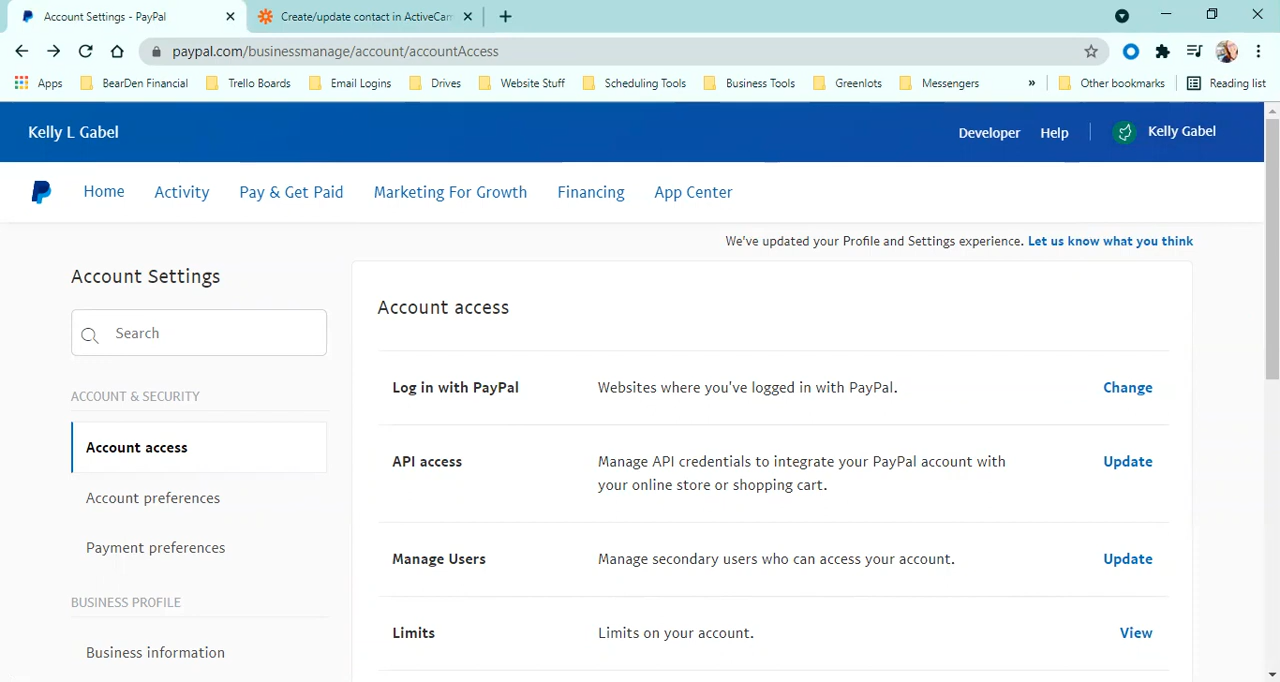 Account Settings - PayPal
Create/update contact in ActiveCam
paypal.com/businessmanage/account/accountAccess
Apps BearDen Financial Trello Boards Email Logins Drives Website Stuff Scheduling Tools Business Tools Greenlots Messengers » Other bookmarks Reading list
Kelly L Gabel
Developer Help Kelly Gabel
Home Activity Pay & Get Paid Marketing For Growth Financing App Center
We've updated your Profile and Settings experience. Let us know what you think
Account Settings
Search
ACCOUNT & SECURITY
Account access
Account preferences
Payment preferences
BUSINESS PROFILE
Business information
Account access
Log in with PayPal Websites where you've logged in with PayPal. Change
API access Manage API credentials to integrate your PayPal account with Update
your online store or shopping cart.
Manage Users Manage secondary users who can access your account. Update
Limits Limits on your account. View